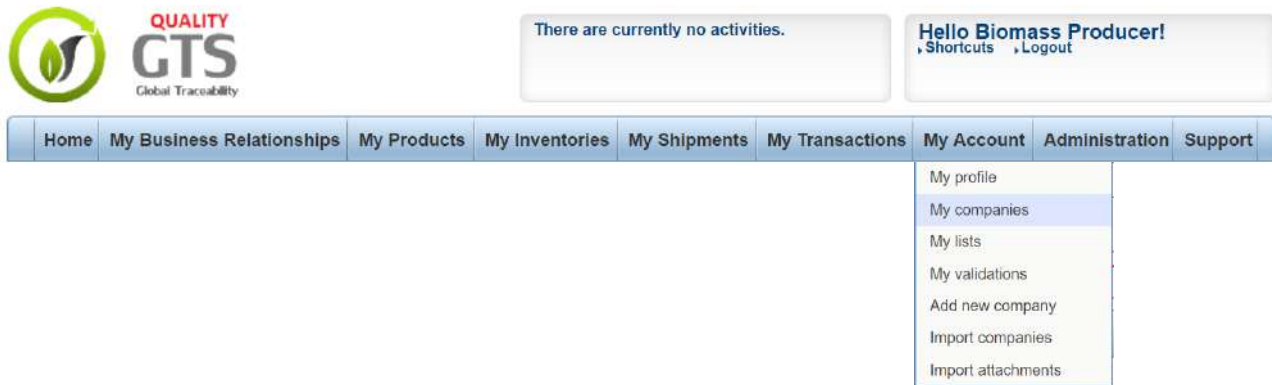 QUALITY
GTS
Global Traceability
There are currently no activities.
Hello Biomass Producer!
Shortcuts Logout
Home My Business Relationships My Products My Inventories My Shipments My Transactions My Account Administration Support
My profile
My companies
My lists
My validations
Add new company
Import companies
Import attachments